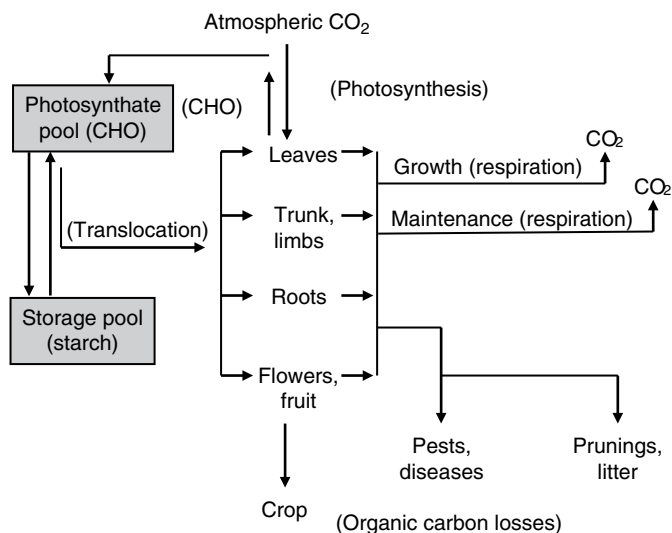 Atmospheric CO₂
Photosynthate
pool (CHO)
(CHO)
(Photosynthesis)
Leaves
CO₂
Growth (respiration)
CO₂
(Translocation)
Trunk,
limbs
Maintenance (respiration)
Roots
Storage pool
(starch)
Flowers,
fruit
Pests,
diseases
Prunings,
litter
Crop
(Organic carbon losses)